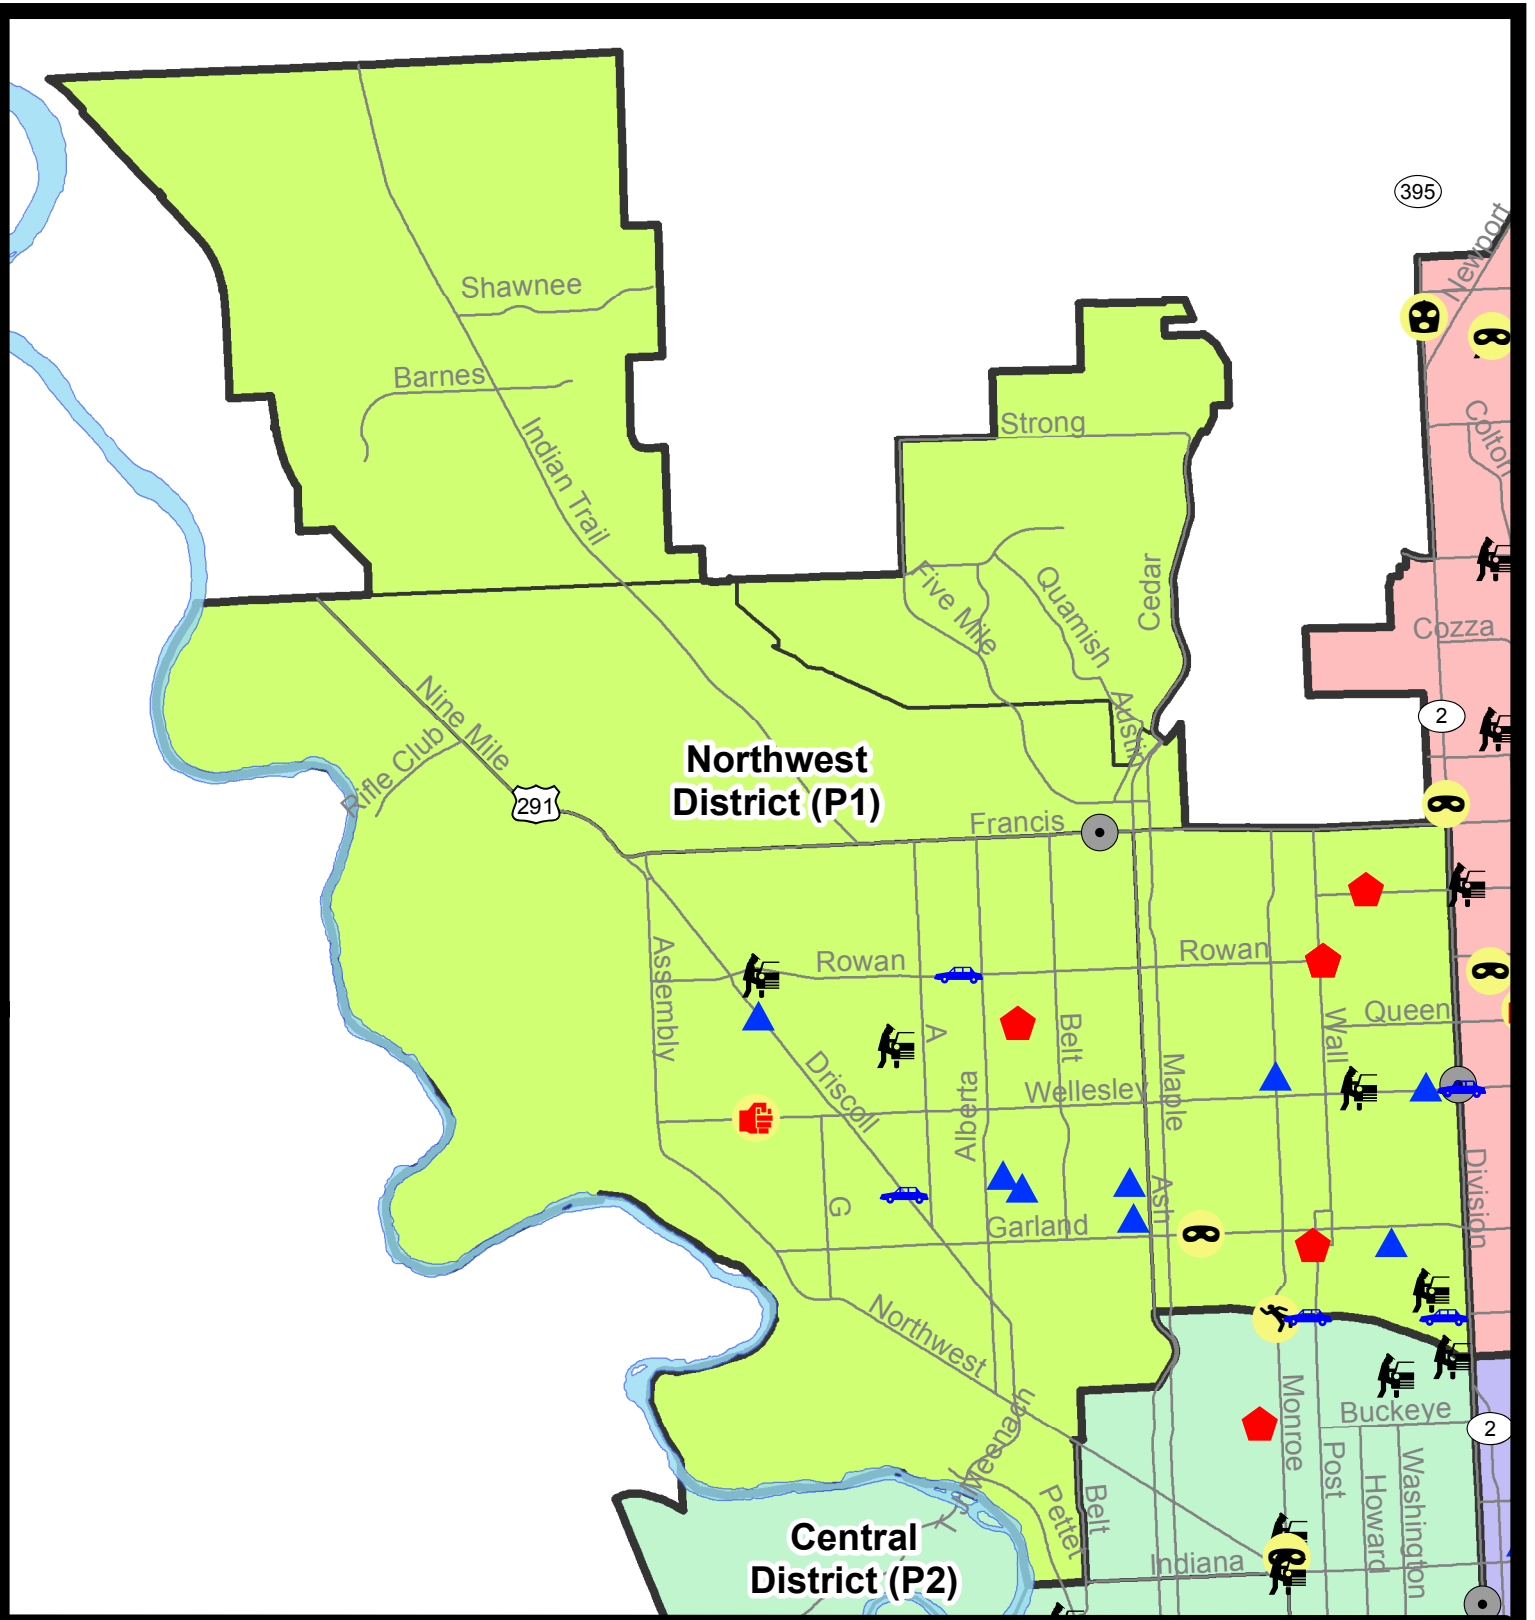 395
Newport
Shawnee
Barnes
Strong
Colton
Indian Trail
Five Mile
Quamish
Cedar
Cozza
Nine Mile
Rifle Club
Austin
2
Northwest
District (P1)
291
Francis
Assembly
Rowan
Rowan
A
Belt
Queen
Wall
Driscoll
Alberta
Wellesley
Maple
Division
G
Ash
Garland
Northwest
Monroe
Buckeye
2
Post
Howard
Washington
Pettet
Belt
Central
District (P2)
Indiana